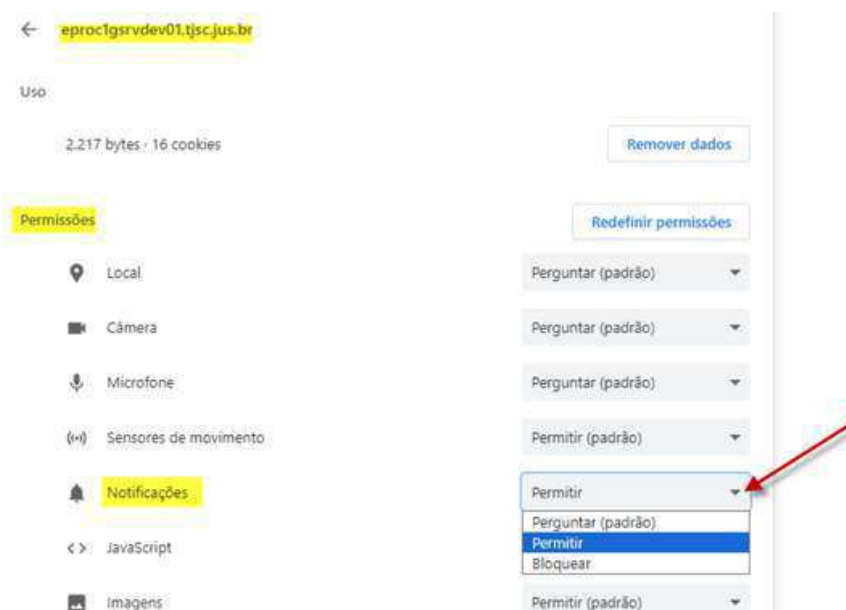 eproc1gsrvdev01.tjsc.jus.br
Uso
2.217 bytes · 16 cookies Remover dados
Permissões Redefinir permissões
Local Perguntar (padrão)
Câmera Perguntar (padrão)
Microfone Perguntar (padrão)
Sensores de movimento Permitir (padrão)
Notificações Permitir
Perguntar (padrão)
JavaScript Permitir
Bloquear
Imagens Permitir (padrão)